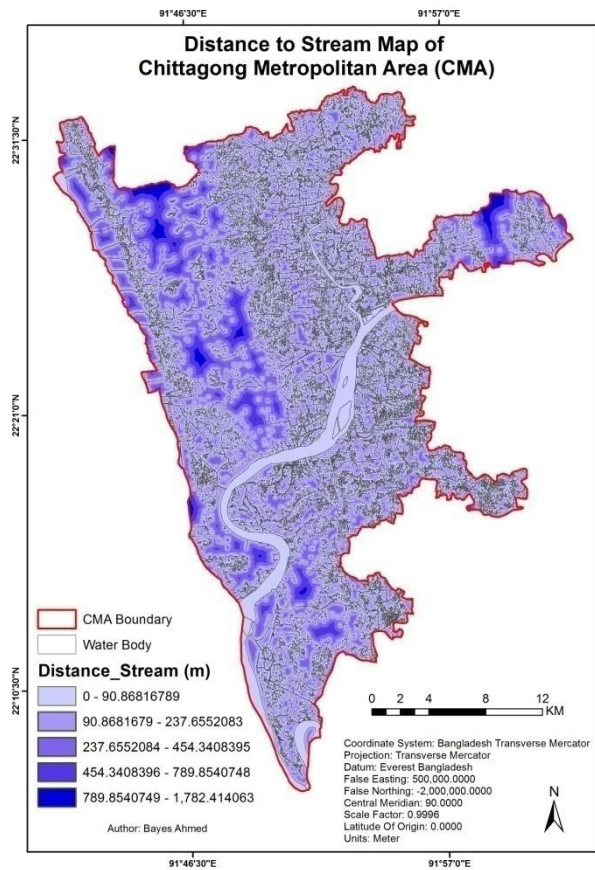 91°46'30"E 91°57'0"E
Distance to Stream Map of
Chittagong Metropolitan Area (CMA)
22°31'30"N
22°21'0"N
22°10'30"N
CMA Boundary
Water Body
Distance_Stream (m)
0 - 90.86816789
90.8681679 - 237.6552083
237.6552084 - 454.3408395
454.3408396 - 789.8540748
789.8540749 - 1,782.414063
Author: Bayes Ahmed
0 2 4 8 12
KM
Coordinate System: Bangladesh Transverse Mercator
Projection: Transverse Mercator
Datum: Everest Bangladesh
False Easting: 500,000.0000
False Northing: -2,000,000.0000
Central Meridian: 90.0000
Scale Factor: 0.9996
Latitude Of Origin: 0.0000
Units: Meter
N
91°46'30"E 91°57'0"E